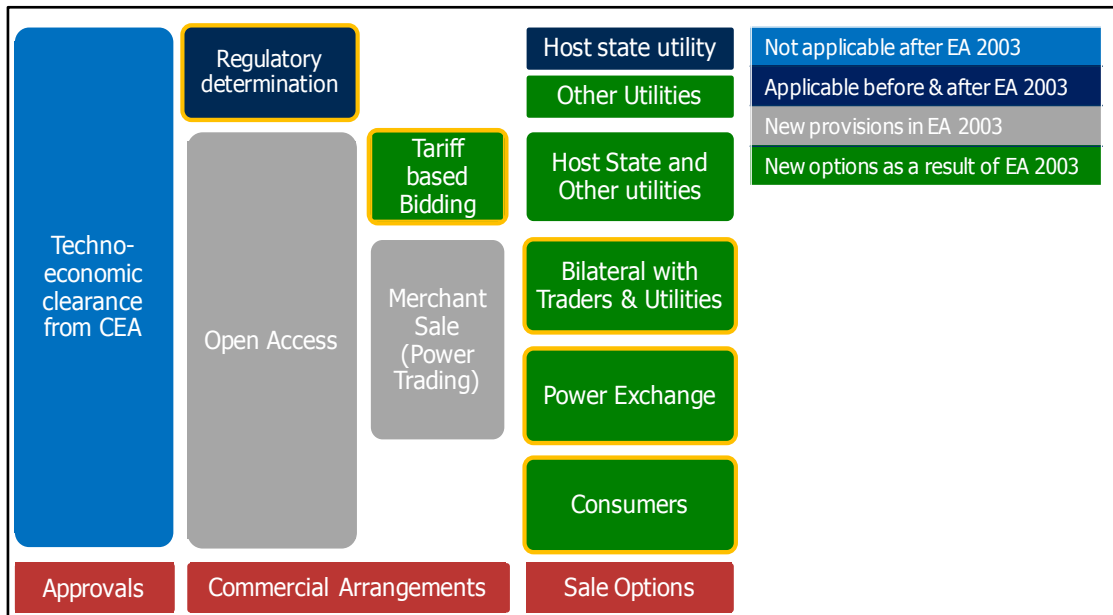 Techno-
economic
clearance
from CEA
Regulatory
determination
Open Access
Tariff
based
Bidding
Merchant
Sale
(Power
Trading)
Host state utility
Other Utilities
Host State and
Other utilities
Bilateral with
Traders & Utilities
Power Exchange
Consumers
Not applicable after EA 2003
Applicable before & after EA 2003
New provisions in EA 2003
New options as a result of EA 2003
Approvals
Commercial Arrangements
Sale Options